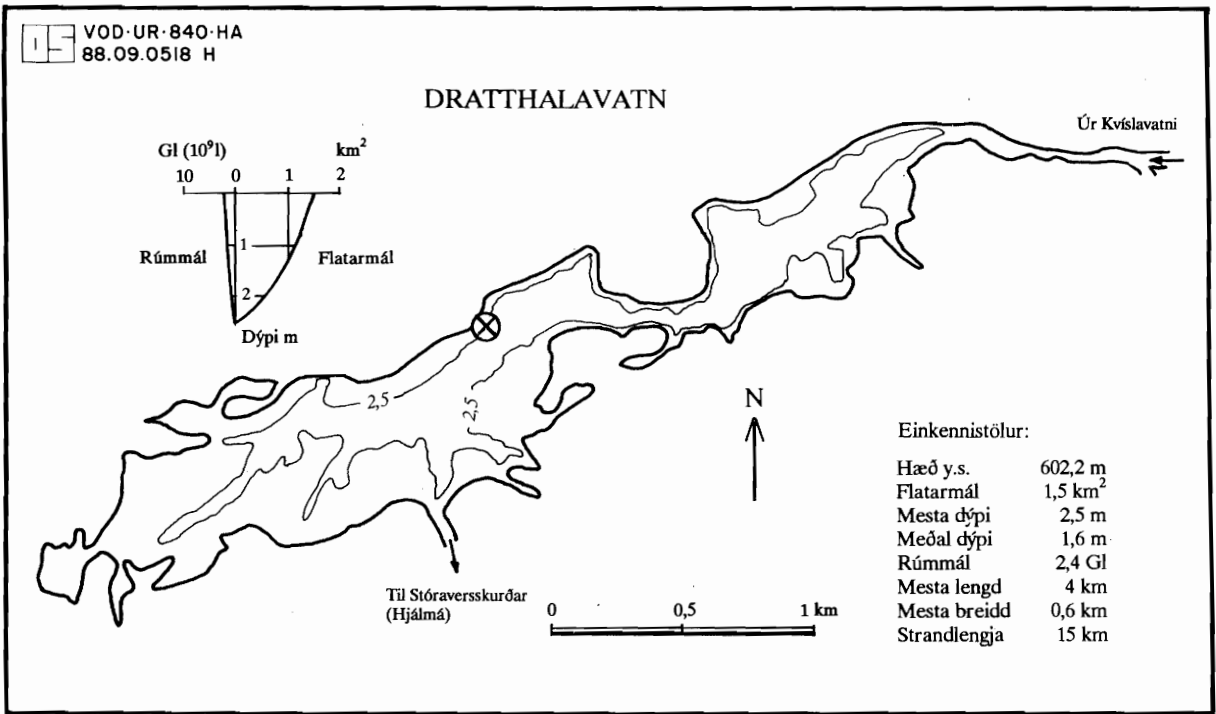 OS
VOD·UR·840·HA
88.09.0518 H
DRATTHALAVATN
Úr Kvíslavatni
Gl (10⁹l) km²
10 0 1 2
Rúmmál 1 Flatarmál
2
Dýpi m
2,5
2,5
N
Til Stóraversskurðar
(Hjálmá)
0 0,5 1 km
Einkennistölur:
Hæð y.s. 602,2 m
Flatarmál 1,5 km²
Mesta dýpi 2,5 m
Meðal dýpi 1,6 m
Rúmmál 2,4 Gl
Mesta lengd 4 km
Mesta breidd 0,6 km
Strandlengja 15 km